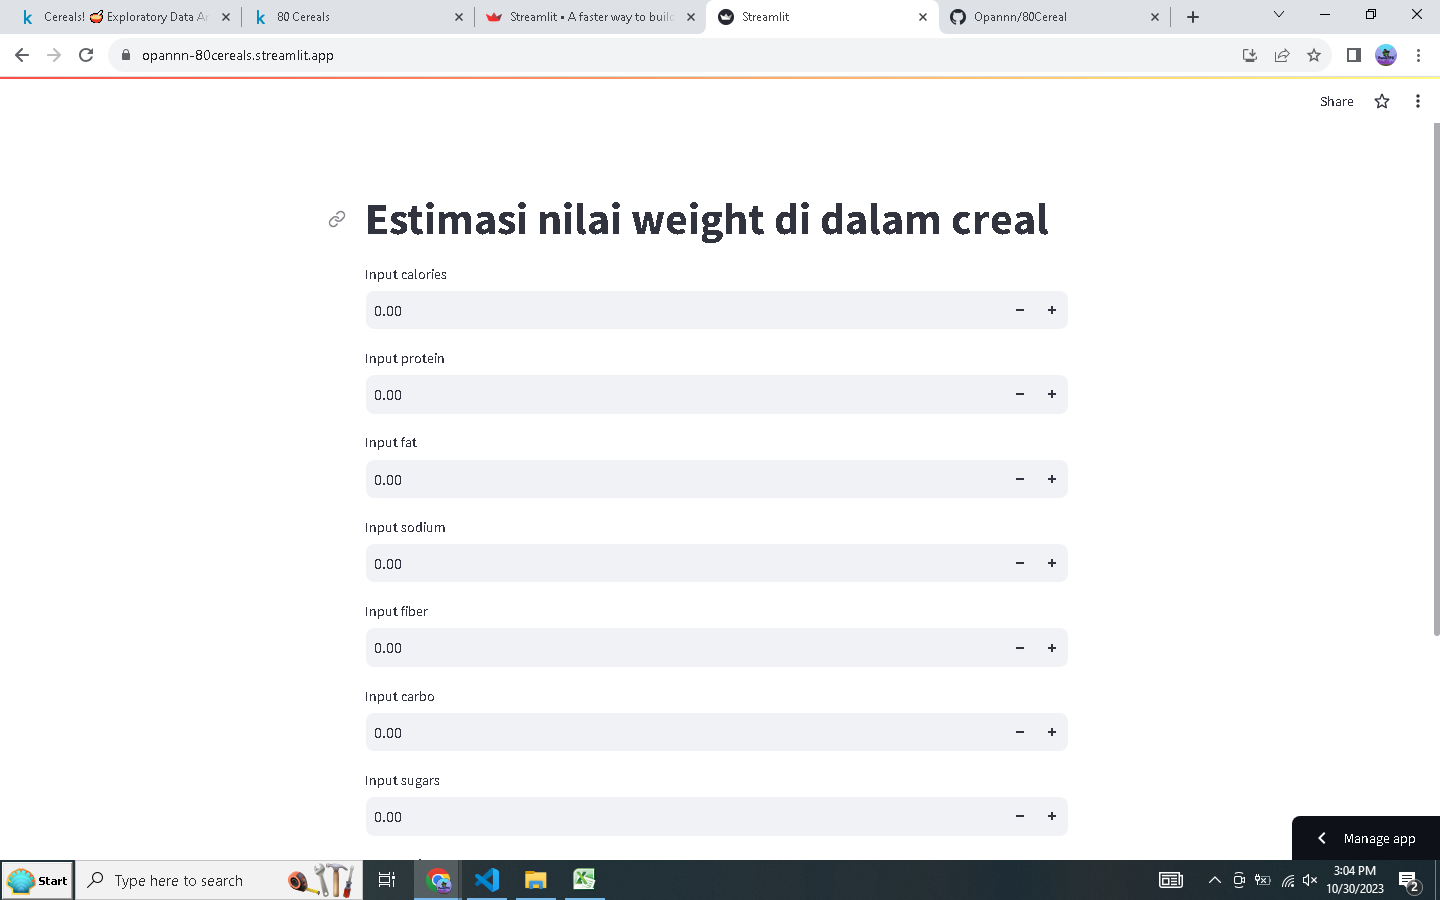 Cereals! 🥣 Exploratory Data An
80 Cereals
Streamlit • A faster way to build
Streamlit
Opannn/80Cereal
opannn-80cereals.streamlit.app
Share
Estimasi nilai weight di dalam creal
Input calories
0.00
Input protein
0.00
Input fat
0.00
Input sodium
0.00
Input fiber
0.00
Input carbo
0.00
Input sugars
0.00
Manage app
Start
Type here to search
3:04 PM
10/30/2023
2